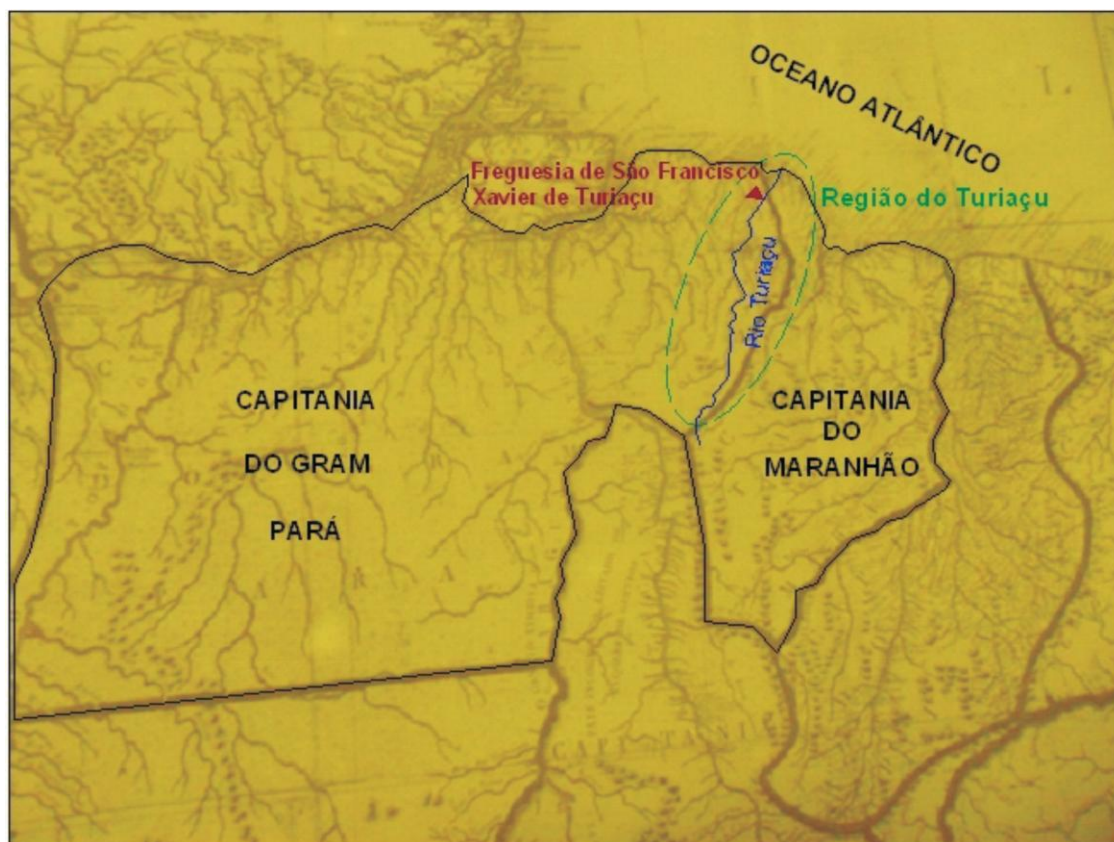 OCEANO ATLÂNTICO
Freguesia de São Francisco
Xavier de Turiaçu
Região do Turiaçu
Rio Turiaçu
CAPITANIA
DO GRAM
PARÁ
CAPITANIA
DO
MARANHÃO